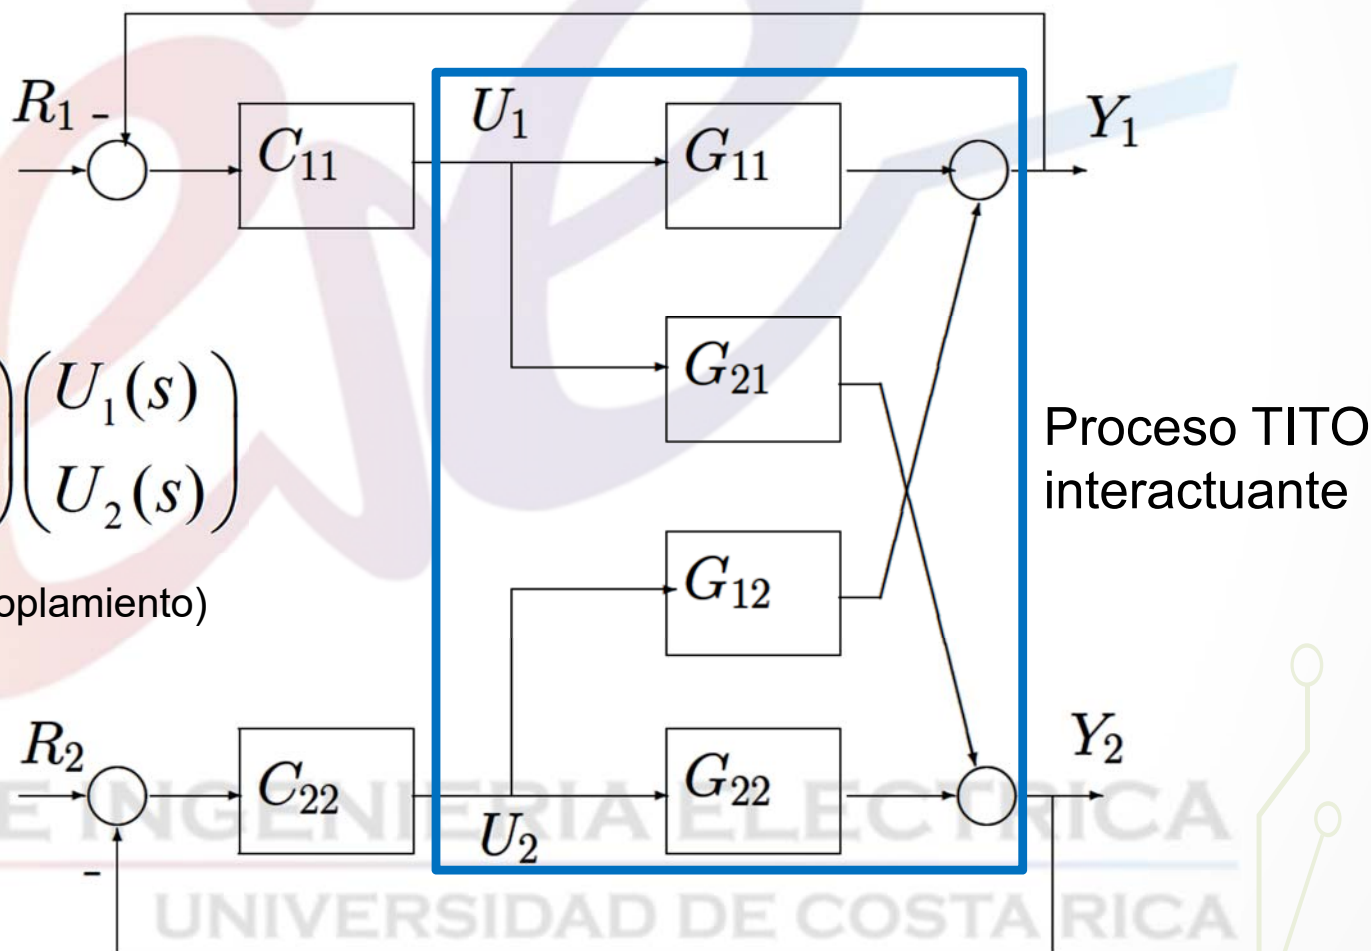 R₁ -
C₁₁
U₁
G₁₁
Y₁
G₂₁
(U₁(s)
U₂(s))
Proceso TITO
interactuante
oplamiento)
G₁₂
R₂
C₂₂
U₂
G₂₂
Y₂
-
E INGENIERIA ELECTRICA
UNIVERSIDAD DE COSTA RICA